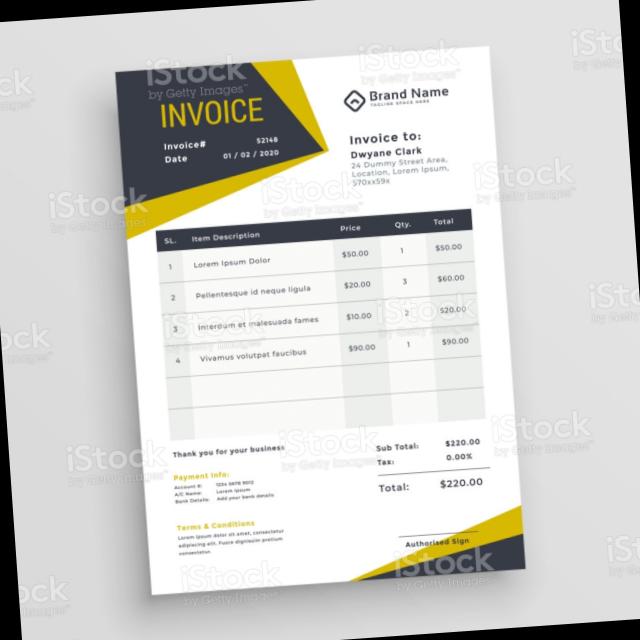 INVOICE
Invoice# 52148
Date 01 / 02 / 2020
Brand Name
TAGLINE SPACE HERE
Invoice to:
Dwyane Clark
24 Dummy Street Area,
Location, Lorem Ipsum,
570xx59x
SL. Item Description Price Qty. Total
1 Lorem Ipsum Dolor $50.00 1 $50.00
2 Pellentesque id neque ligula $20.00 3 $60.00
3 Interdum et malesuada fames $10.00 2 $20.00
4 Vivamus volutpat faucibus $90.00 1 $90.00
Thank you for your business
Sub Total: $220.00
Tax: 0.00%
Total: $220.00
Payment Info:
Account #: 1234 5678 9012
A/C Name: Lorem Ipsum
Bank Details: Add your bank details
Terms & Conditions
Lorem ipsum dolor sit amet, consectetur
adipiscing elit. Fusce dignissim pretium
consectetur.
Authorised Sign
iStock
by Getty Images™